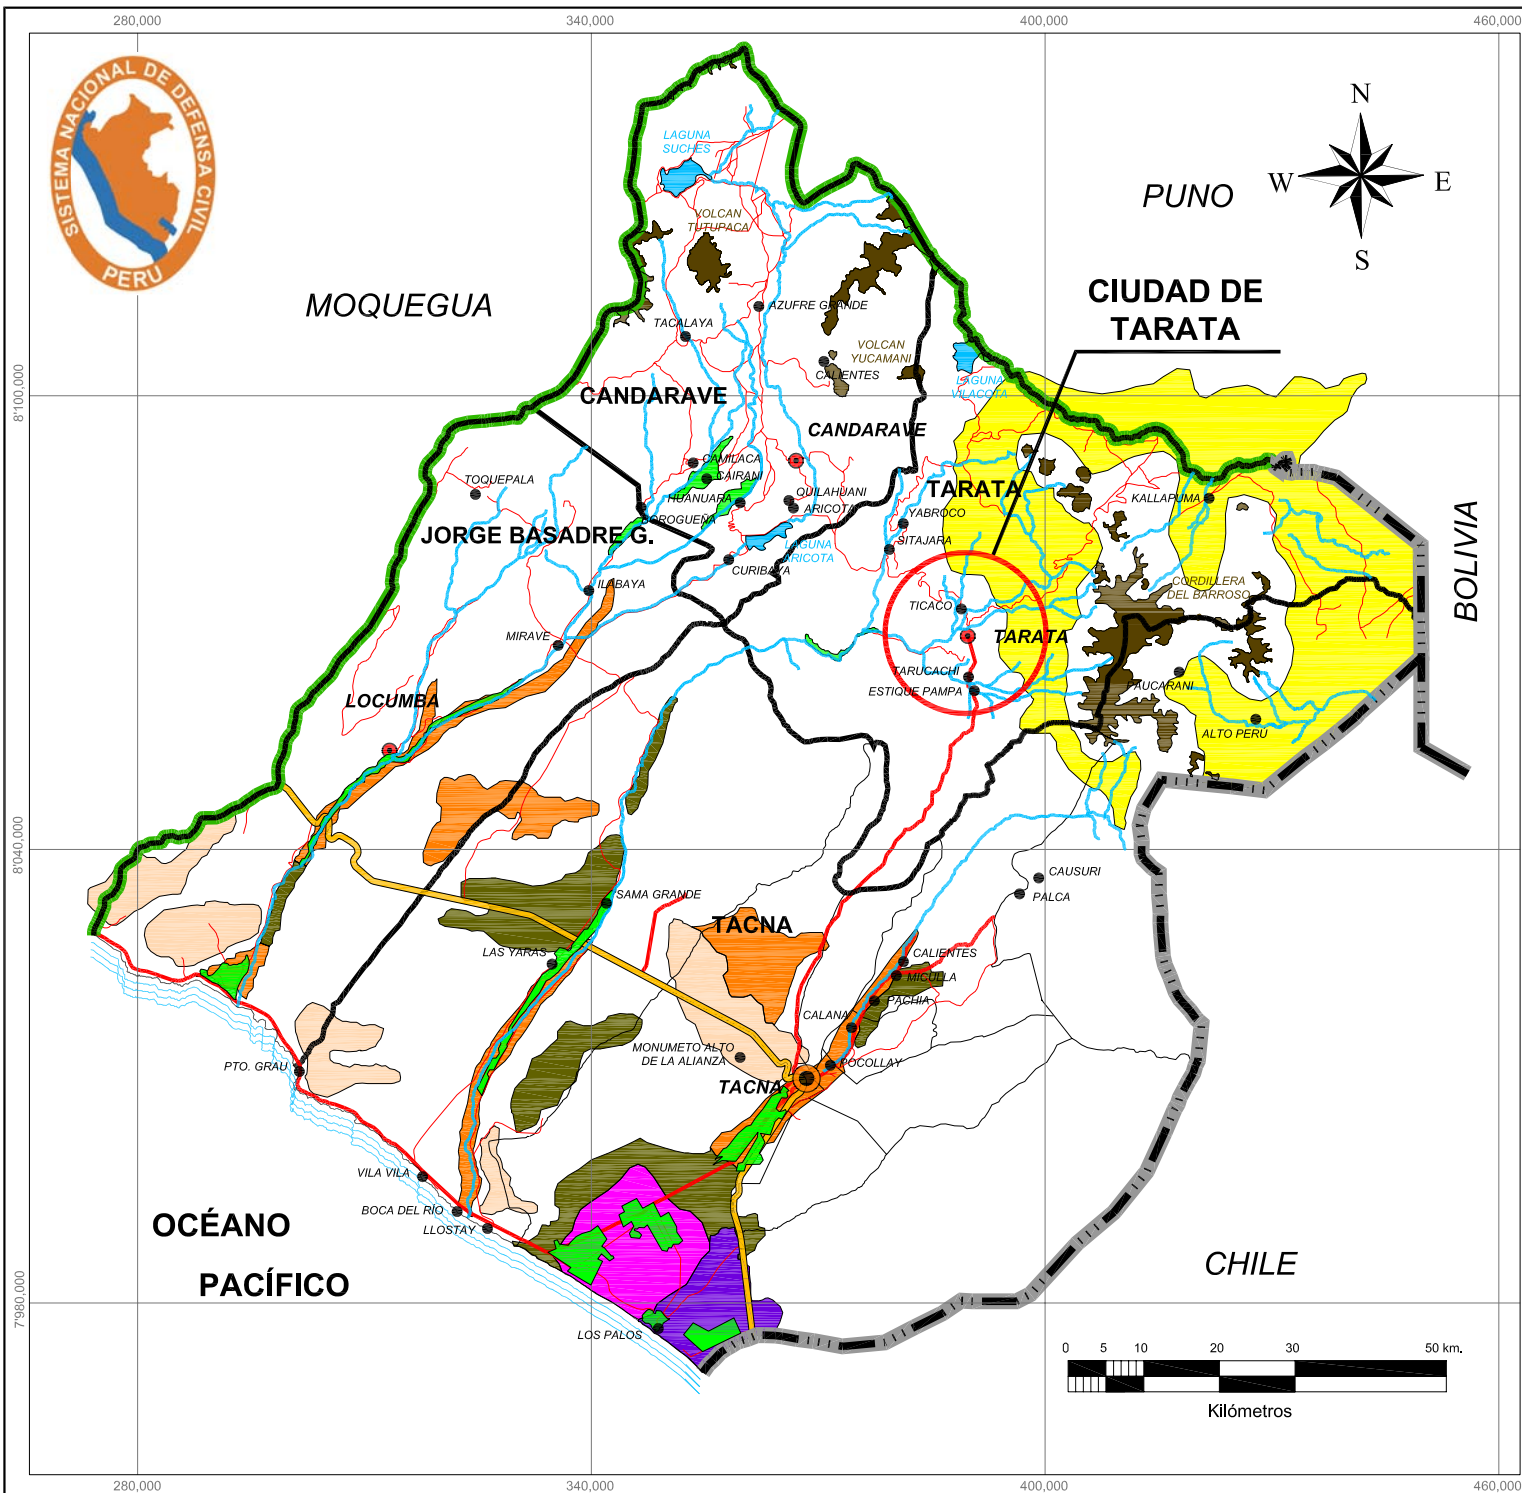 280,000
340,000
400,000
460,000
SISTEMA NACIONAL DE DEFENSA CIVIL
PERU
N
W
E
S
PUNO
MOQUEGUA
LAGUNA
SUCHES
VOLCAN
TUTUPACA
AZUFRE GRANDE
TACALAYA
VOLCAN
YUCAMANI
CALIENTES
CIUDAD DE
TARATA
LAGUNA
VILACOTA
8'100,000
CANDARAVE
CANDARAVE
CAMILACA
CAIRANI
TOQUEPALA
HUANUARA
QUILAHUANI
ARICOTA
BOROGUEÑA
TARATA
KALLAPUMA
YABROCO
JORGE BASADRE G.
SITAJARA
LAGUNA
ARICOTA
CURIBAYA
BOLIVIA
ILABAYA
CORDILLERA
DEL BARROSO
TICACO
MIRAVE
TARATA
TARUCACHI
PAUCARANI
ESTIQUE PAMPA
LOCUMBA
ALTO PERÚ
8'040,000
CAUSURI
SAMA GRANDE
PALCA
TACNA
LAS YARAS
CALIENTES
MICULLA
PACHIA
CALANA
MONUMETO ALTO
DE LA ALIANZA
PTO. GRAU
POCOLLAY
TACNA
VILA VILA
BOCA DEL RÍO
LLOSTAY
OCÉANO
PACÍFICO
CHILE
7'980,000
LOS PALOS
0 5 10 20 30 50 km.
Kilómetros
280,000
340,000
400,000
460,000